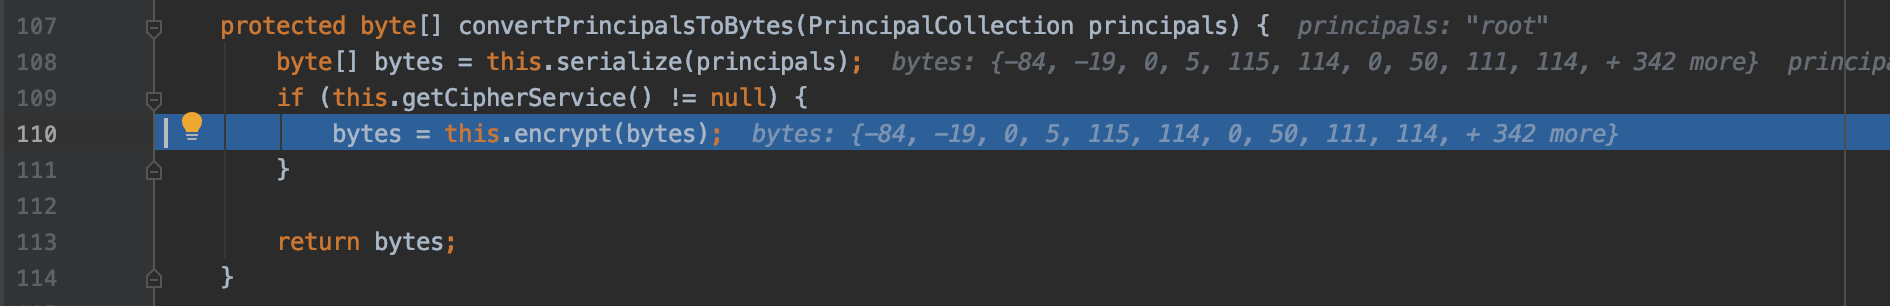 107 protected byte[] convertPrincipalsToBytes(PrincipalCollection principals) { principals: "root"
108 byte[] bytes = this.serialize(principals); bytes: {-84, -19, 0, 5, 115, 114, 0, 50, 111, 114, + 342 more} principa
109 if (this.getCipherService() != null) {
110 bytes = this.encrypt(bytes); bytes: {-84, -19, 0, 5, 115, 114, 0, 50, 111, 114, + 342 more}
111 }
112
113 return bytes;
114 }